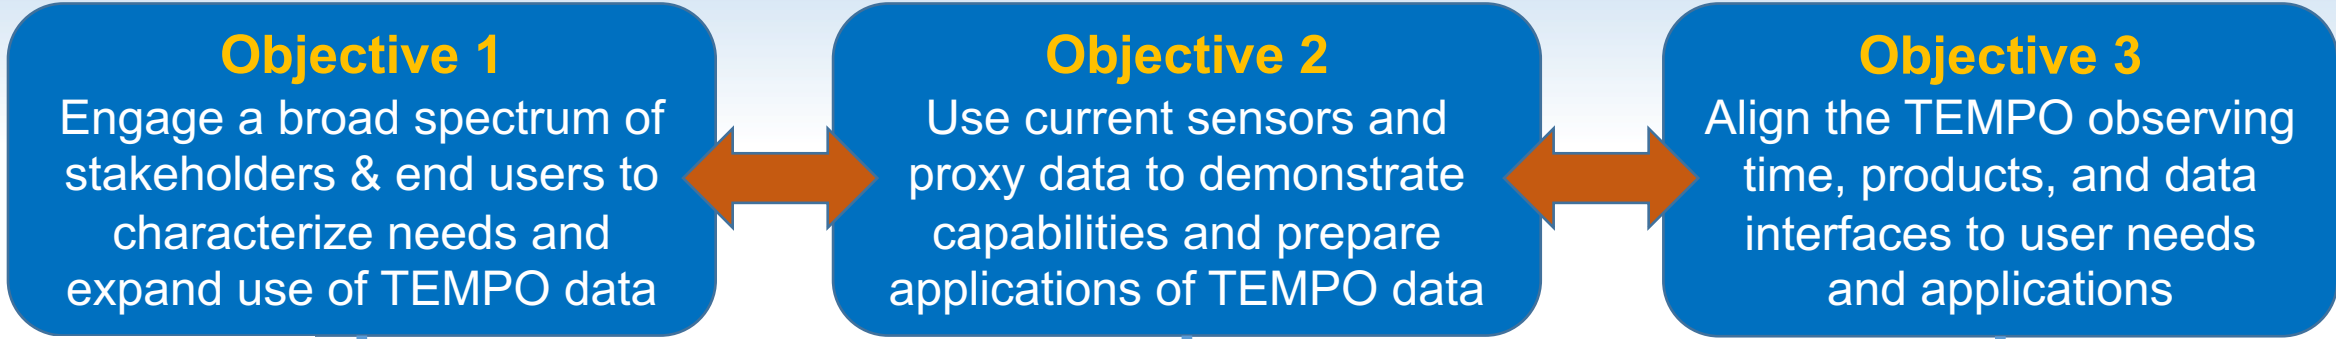 Objective 1
Engage a broad spectrum of
stakeholders & end users to
characterize needs and
expand use of TEMPO data
Objective 2
Use current sensors and
proxy data to demonstrate
capabilities and prepare
applications of TEMPO data
Objective 3
Align the TEMPO observing
time, products, and data
interfaces to user needs
and applications